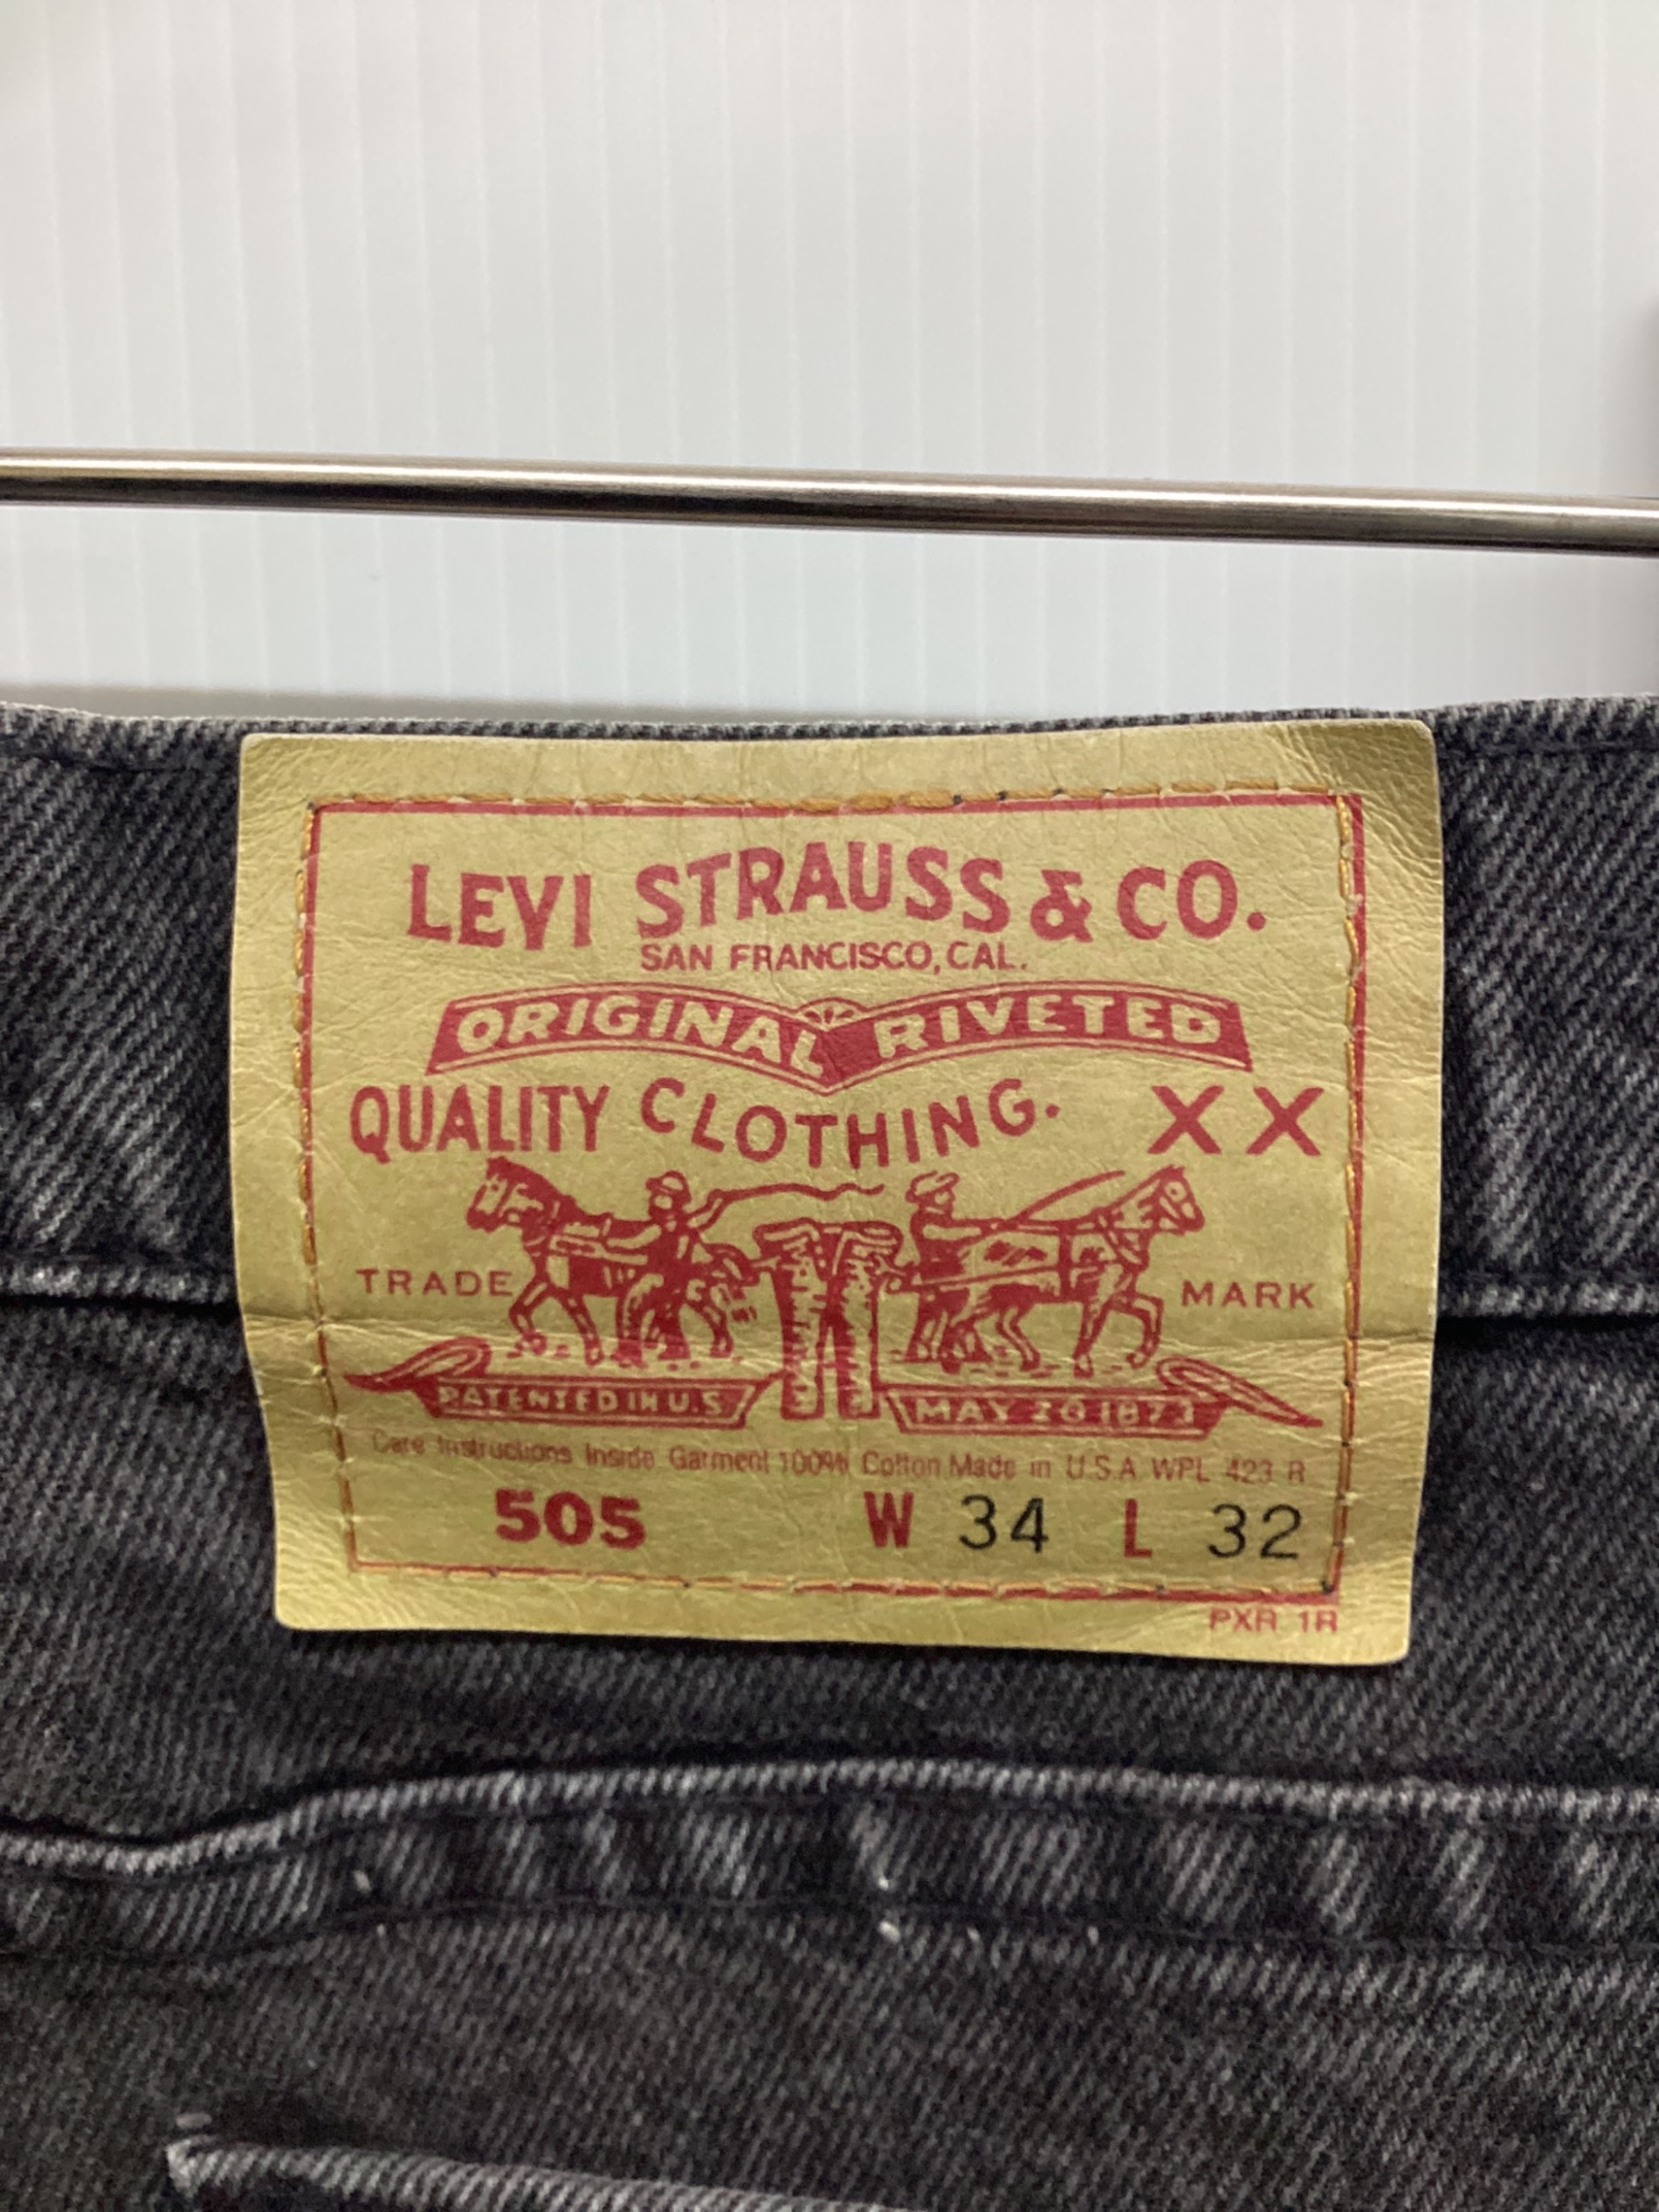 LEVI STRAUSS & CO.
SAN FRANCISCO, CAL.
ORIGINAL RIVETED
QUALITY CLOTHING. XX
TRADE MARK
PATENTED IN U.S. MAY 20 1873
Care Instructions Inside Garment 100% Cotton Made in U.S.A WPL 423 R
505 W 34 L 32
PXR 1R